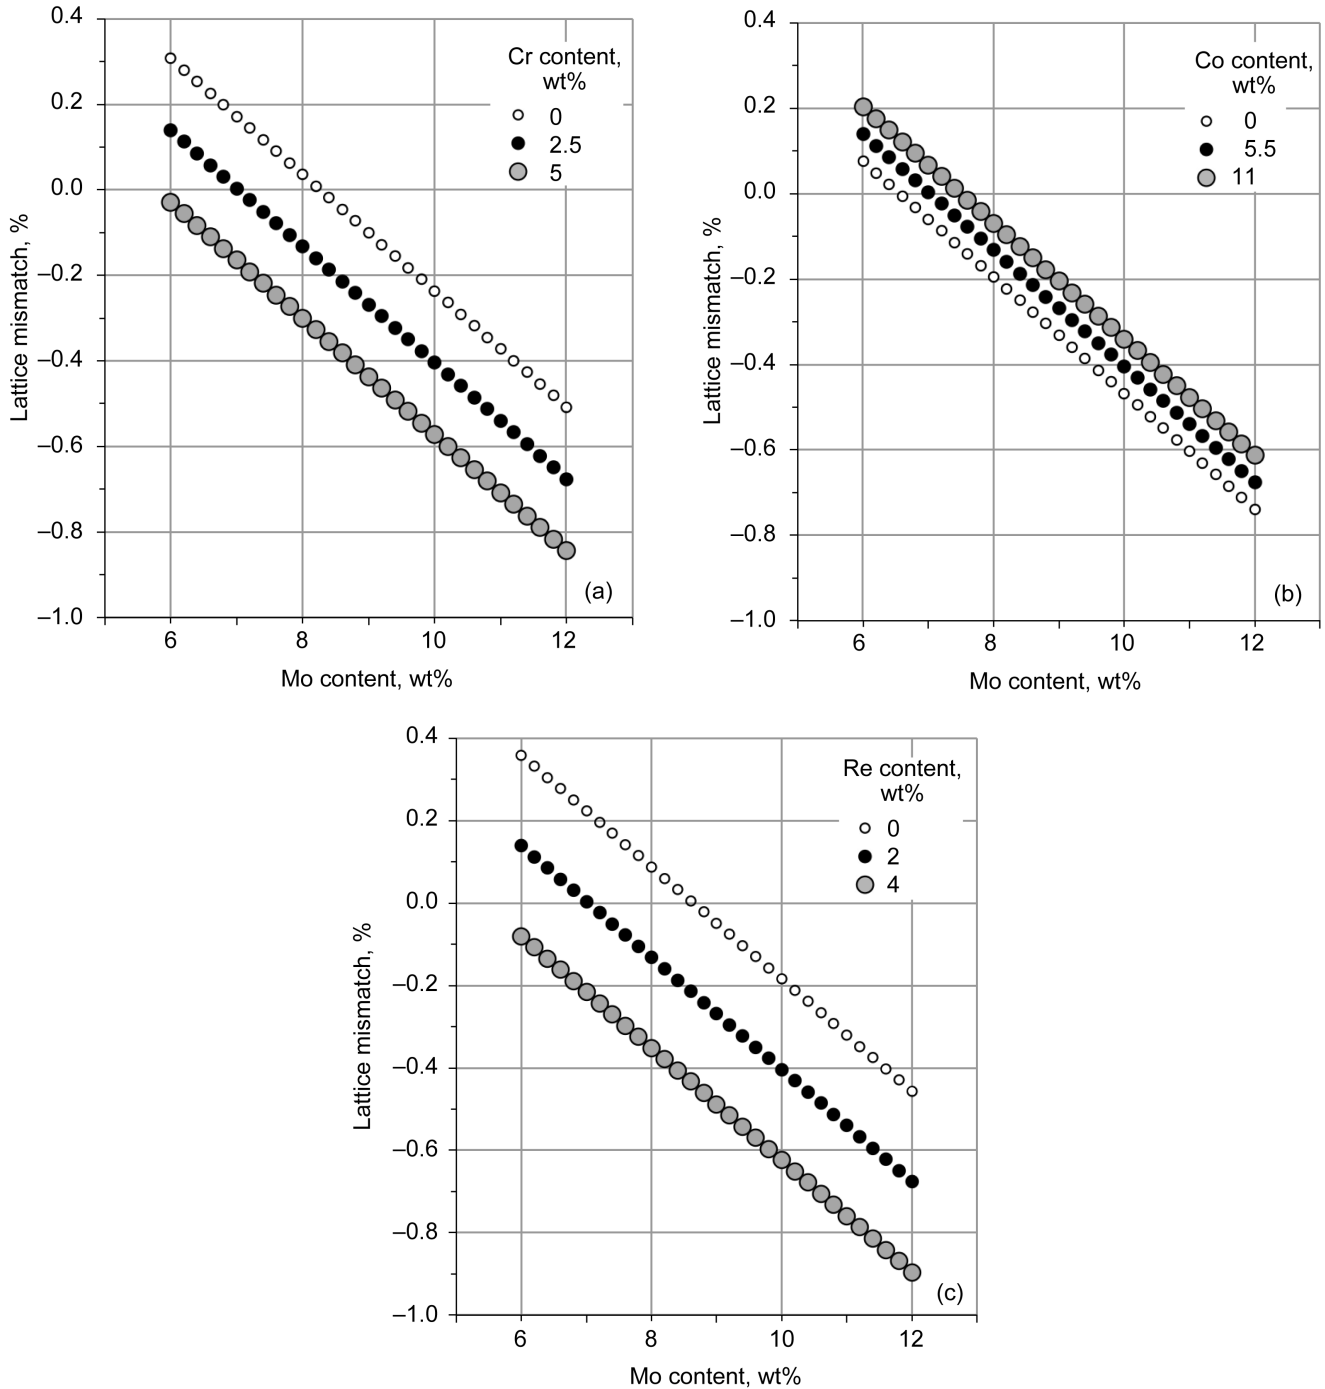 0.4
0.2
0.0
–0.2
–0.4
–0.6
–0.8
–1.0
Lattice mismatch, %
Cr content,
wt%
0
2.5
5
(a)
6 8 10 12
Mo content, wt%
0.4
0.2
0.0
–0.2
–0.4
–0.6
–0.8
–1.0
Lattice mismatch, %
Co content,
wt%
0
5.5
11
(b)
6 8 10 12
Mo content, wt%
0.4
0.2
0.0
–0.2
–0.4
–0.6
–0.8
–1.0
Lattice mismatch, %
Re content,
wt%
0
2
4
(c)
6 8 10 12
Mo content, wt%